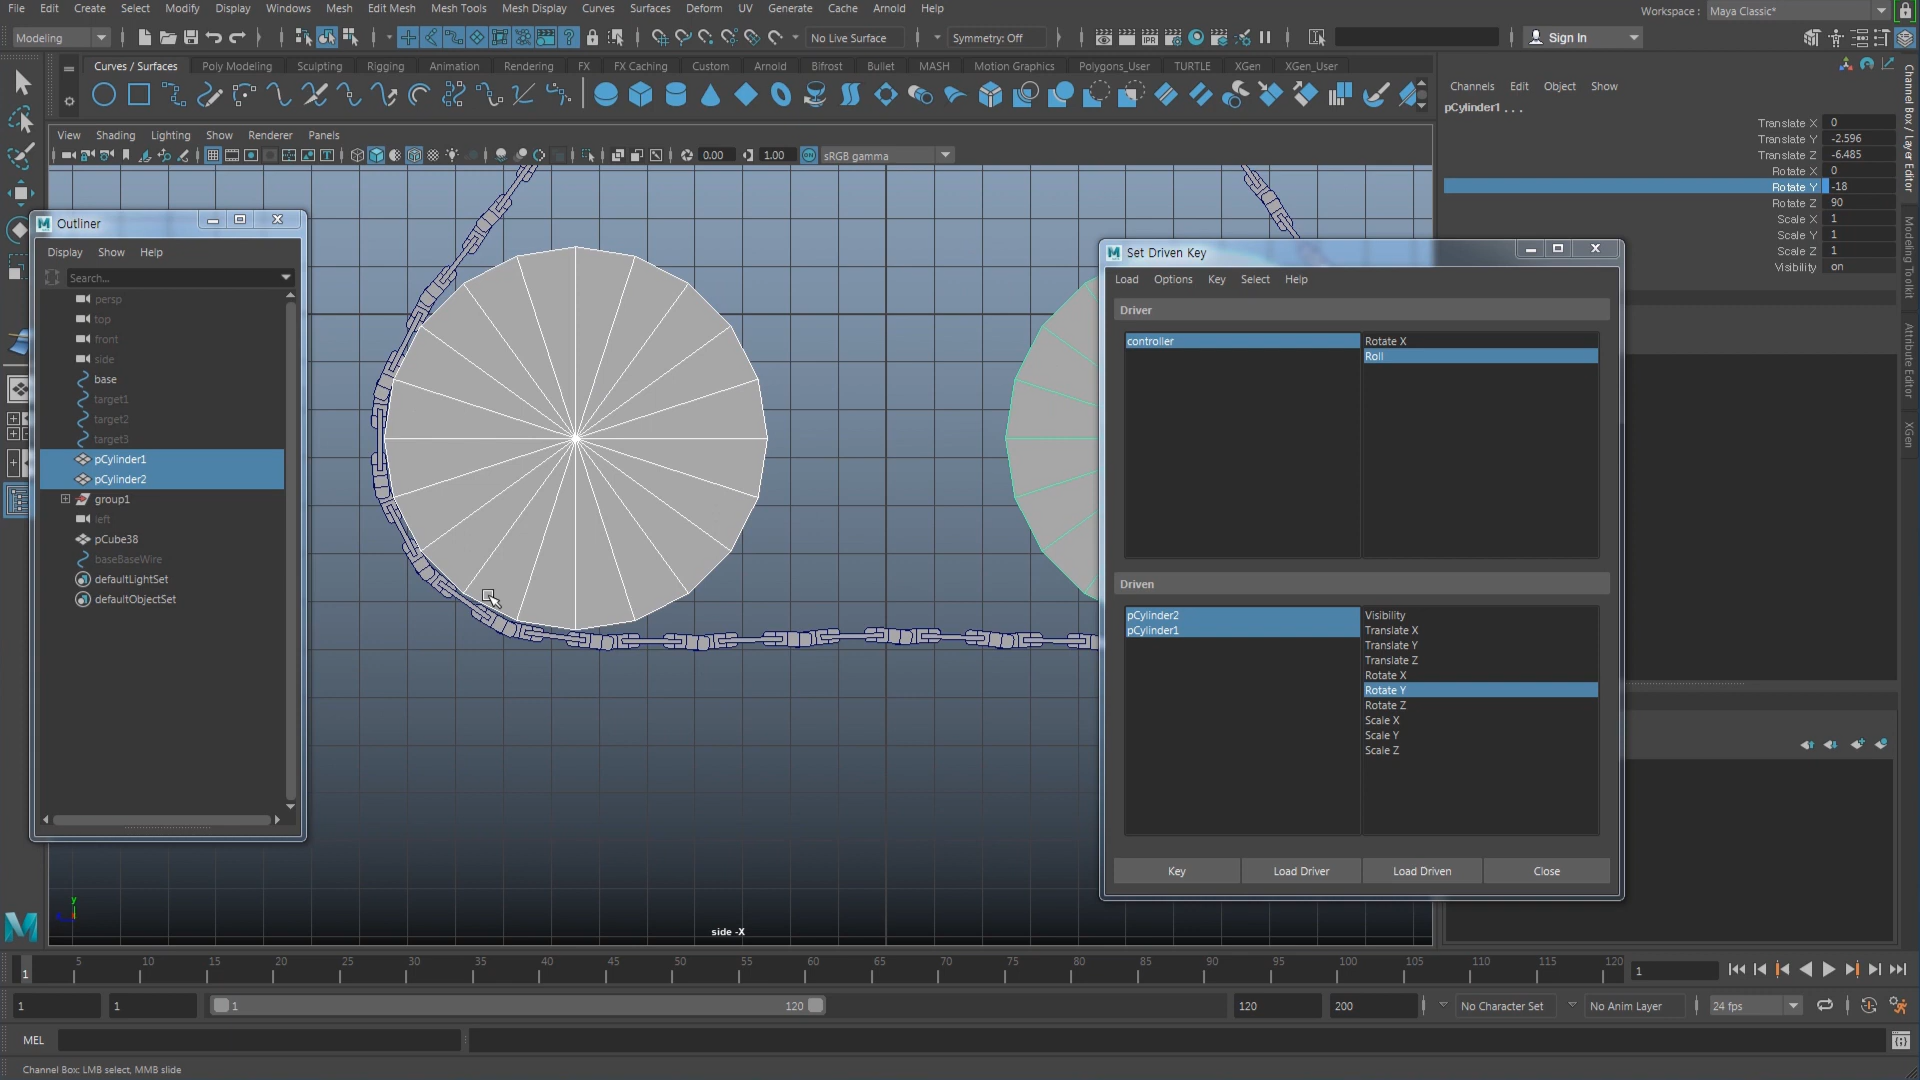 File Edit Create Select Modify Display Windows Mesh Edit Mesh Mesh Tools Mesh Display Curves Surfaces Deform UV Generate Cache Arnold Help
Workspace : Maya Classic*
Modeling
No Live Surface
Symmetry: Off
Sign In
Curves / Surfaces Poly Modeling Sculpting Rigging Animation Rendering FX FX Caching Custom Arnold Bifrost Bullet MASH Motion Graphics Polygons_User TURTLE XGen XGen_User
View Shading Lighting Show Renderer Panels
0.00
1.00
sRGB gamma
Channels Edit Object Show
pCylinder1 . . .
Translate X 0
Translate Y -2.596
Translate Z -6.485
Rotate X 0
Rotate Y -18
Rotate Z 90
Scale X 1
Scale Y 1
Scale Z 1
Visibility on
Channel Box / Layer Editor
Modeling Toolkit
Attribute Editor
XGen
Outliner
Display Show Help
Search...
persp
top
front
side
base
target1
target2
target3
pCylinder1
pCylinder2
group1
left
pCube38
baseBaseWire
defaultLightSet
defaultObjectSet
Set Driven Key
Load Options Key Select Help
Driver
controller
Rotate X
Roll
Driven
pCylinder2
pCylinder1
Visibility
Translate X
Translate Y
Translate Z
Rotate X
Rotate Y
Rotate Z
Scale X
Scale Y
Scale Z
Key Load Driver Load Driven Close
y
side -X
1 5 10 15 20 25 30 35 40 45 50 55 60 65 70 75 80 85 90 95 100 105 110 115 120
1
1 1 1 120 120 200
No Character Set
No Anim Layer
24 fps
MEL
Channel Box: LMB select, MMB slide